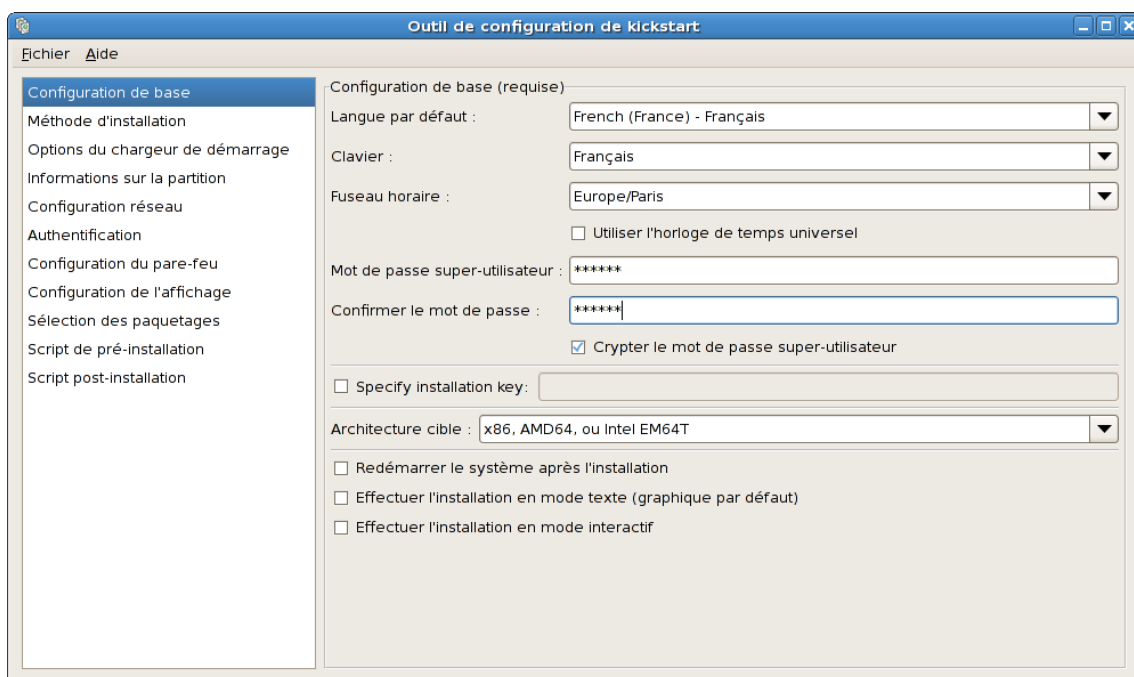 Outil de configuration de kickstart
Fichier Aide
Configuration de base
Méthode d'installation
Options du chargeur de démarrage
Informations sur la partition
Configuration réseau
Authentification
Configuration du pare-feu
Configuration de l'affichage
Sélection des paquetages
Script de pré-installation
Script post-installation
Configuration de base (requise)
Langue par défaut : French (France) - Français
Clavier : Français
Fuseau horaire : Europe/Paris
Utiliser l'horloge de temps universel
Mot de passe super-utilisateur : ******
Confirmer le mot de passe : ******
Crypter le mot de passe super-utilisateur
Specify installation key:
Architecture cible : x86, AMD64, ou Intel EM64T
Redémarrer le système après l'installation
Effectuer l'installation en mode texte (graphique par défaut)
Effectuer l'installation en mode interactif